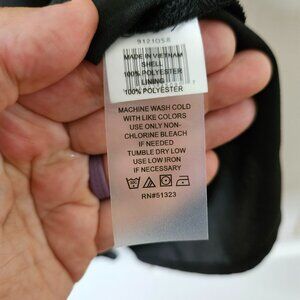 9121058
MADE IN VIETNAM
SHELL
100% POLYESTER
LINING
100% POLYESTER
MACHINE WASH COLD
WITH LIKE COLORS
USE ONLY NON-
CHLORINE BLEACH
IF NEEDED
TUMBLE DRY LOW
USE LOW IRON
IF NECESSARY
RN#51323